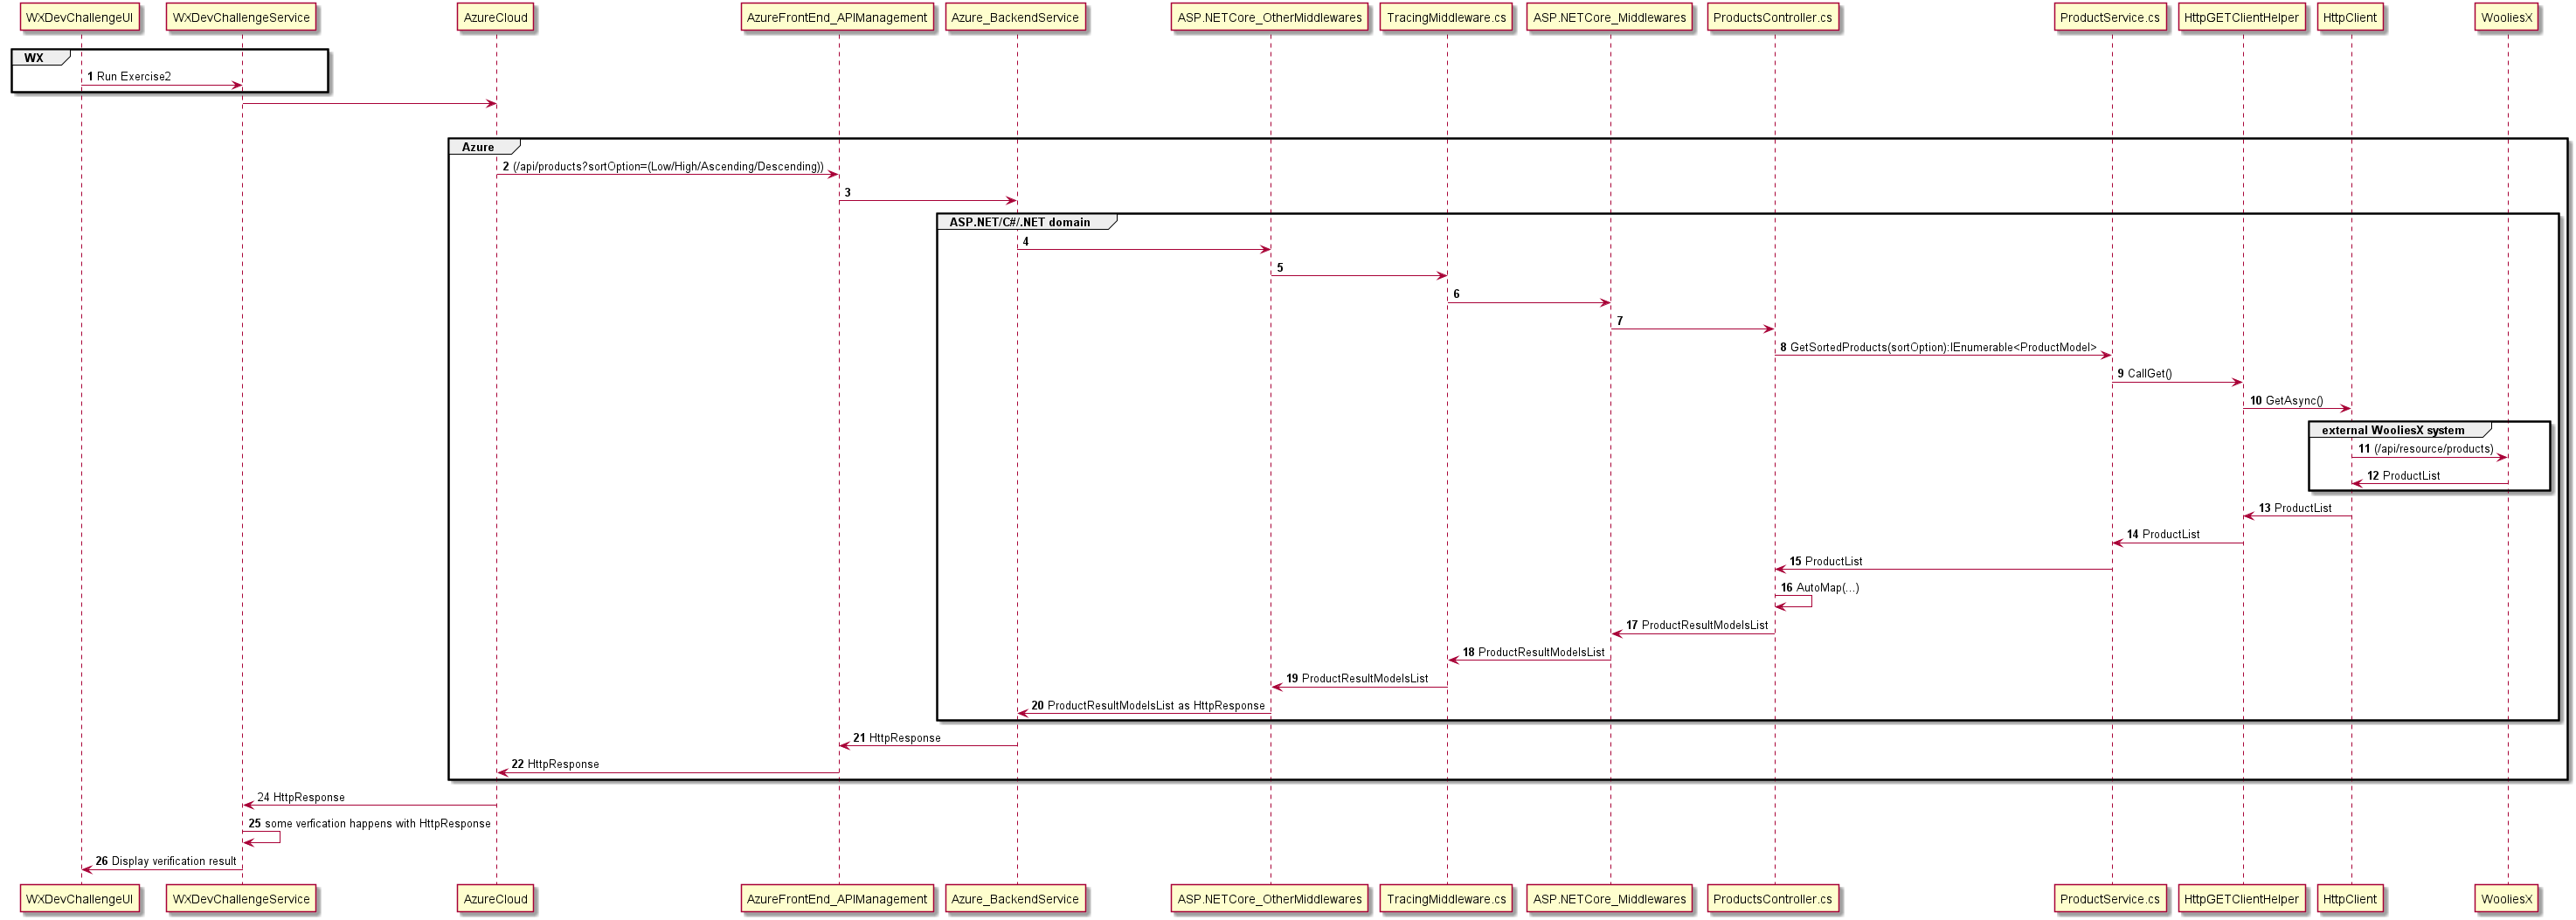 WXDevChallengeUI
WXDevChallengeService
AzureCloud
AzureFrontEnd_APIManagement
Azure_BackendService
ASP.NETCore_OtherMiddlewares
TracingMiddleware.cs
ASP.NETCore_Middlewares
ProductsController.cs
ProductService.cs
HttpGETClientHelper
HttpClient
WooliesX
WX
1 Run Exercise2
Azure
2 (/api/products?sortOption=(Low/High/Ascending/Descending))
3
ASP.NET/C#/.NET domain
4
5
6
7
8 GetSortedProducts(sortOption):IEnumerable<ProductModel>
9 CallGet()
10 GetAsync()
external WooliesX system
11 (/api/resource/products)
12 ProductList
13 ProductList
14 ProductList
15 ProductList
16 AutoMap(...)
17 ProductResultModelsList
18 ProductResultModelsList
19 ProductResultModelsList
20 ProductResultModelsList as HttpResponse
21 HttpResponse
22 HttpResponse
24 HttpResponse
25 some verfication happens with HttpResponse
26 Display verification result
WXDevChallengeUI
WXDevChallengeService
AzureCloud
AzureFrontEnd_APIManagement
Azure_BackendService
ASP.NETCore_OtherMiddlewares
TracingMiddleware.cs
ASP.NETCore_Middlewares
ProductsController.cs
ProductService.cs
HttpGETClientHelper
HttpClient
WooliesX